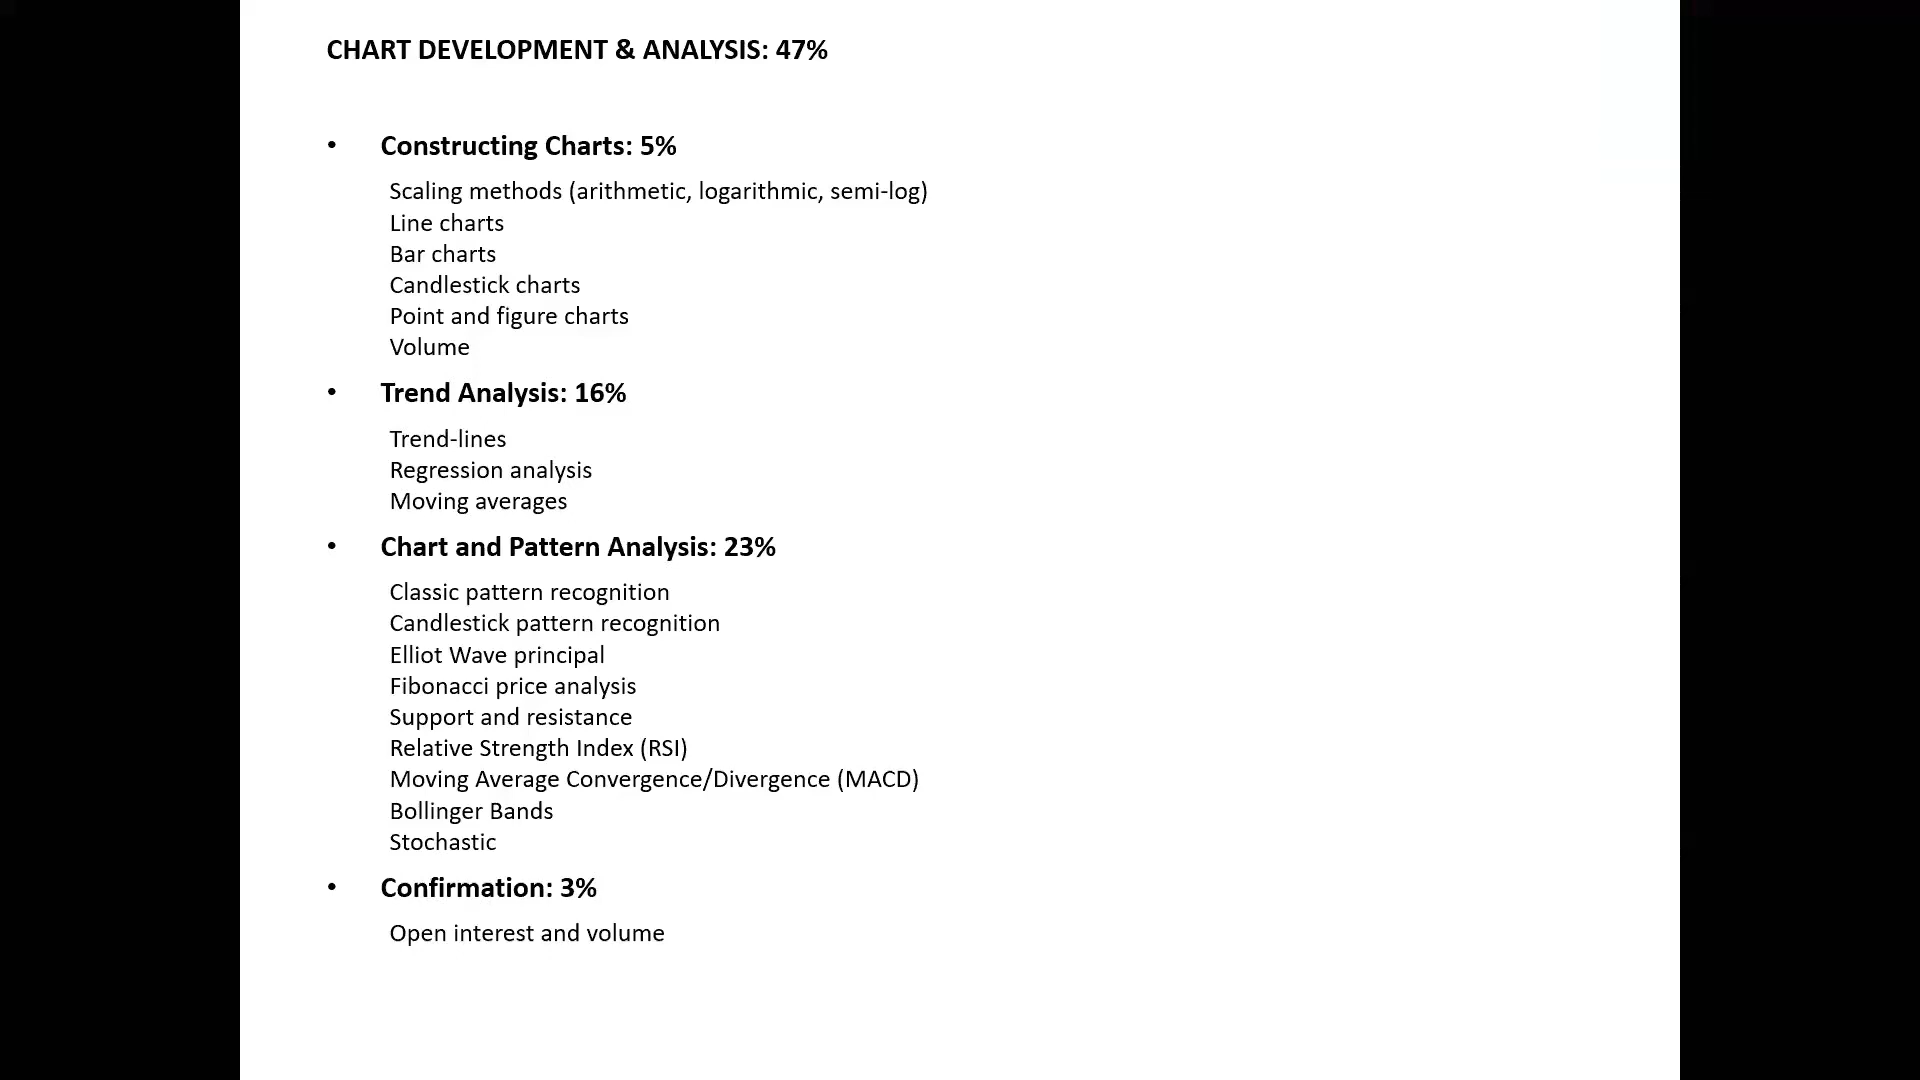 CHART DEVELOPMENT & ANALYSIS: 47%
• Constructing Charts: 5%
Scaling methods (arithmetic, logarithmic, semi-log)
Line charts
Bar charts
Candlestick charts
Point and figure charts
Volume
• Trend Analysis: 16%
Trend-lines
Regression analysis
Moving averages
• Chart and Pattern Analysis: 23%
Classic pattern recognition
Candlestick pattern recognition
Elliot Wave principal
Fibonacci price analysis
Support and resistance
Relative Strength Index (RSI)
Moving Average Convergence/Divergence (MACD)
Bollinger Bands
Stochastic
• Confirmation: 3%
Open interest and volume